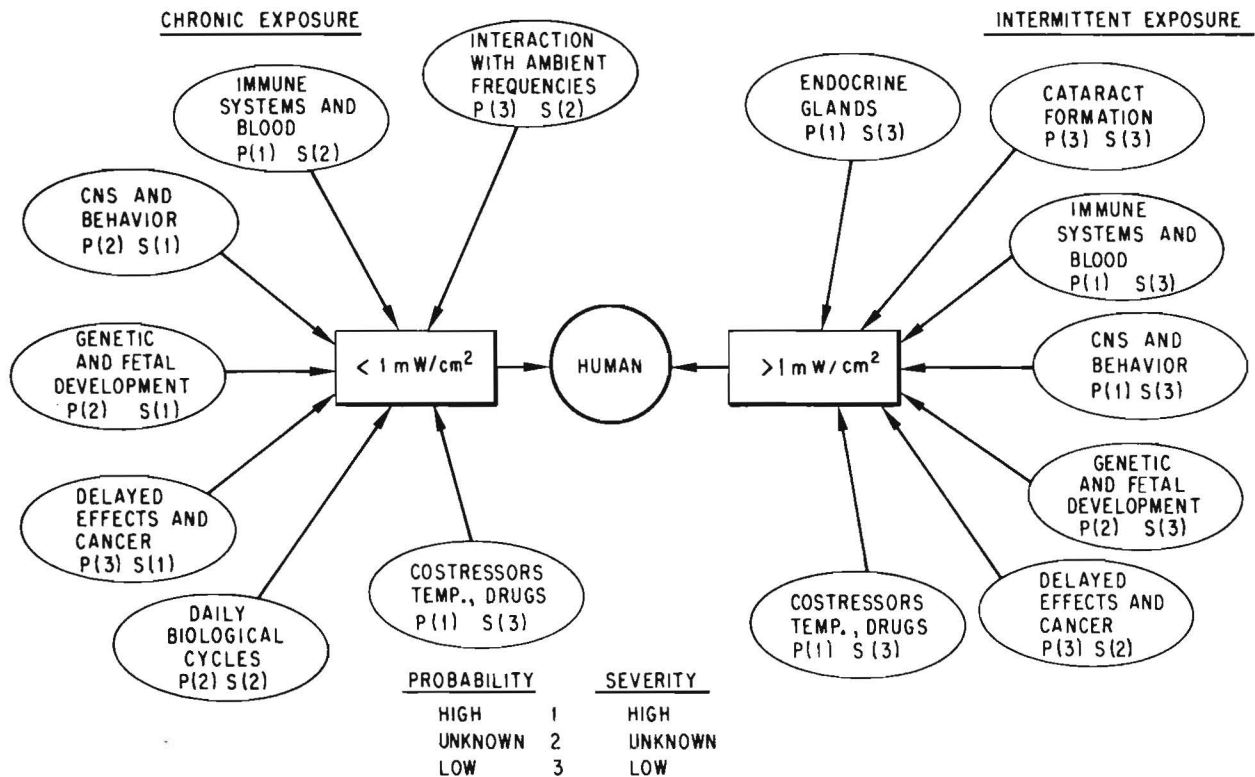 CHRONIC EXPOSURE
INTERMITTENT EXPOSURE
INTERACTION
WITH AMBIENT
FREQUENCIES
P(3) S(2)
IMMUNE
SYSTEMS AND
BLOOD
P(1) S(2)
CNS AND
BEHAVIOR
P(2) S(1)
GENETIC
AND FETAL
DEVELOPMENT
P(2) S(1)
DELAYED
EFFECTS AND
CANCER
P(3) S(1)
DAILY
BIOLOGICAL
CYCLES
P(2) S(2)
COSTRESSORS
TEMP., DRUGS
P(1) S(3)
< 1 mW/cm²
HUMAN
>1 mW/cm²
ENDOCRINE
GLANDS
P(1) S(3)
CATARACT
FORMATION
P(3) S(3)
IMMUNE
SYSTEMS AND
BLOOD
P(1) S(3)
CNS AND
BEHAVIOR
P(1) S(3)
GENETIC
AND FETAL
DEVELOPMENT
P(2) S(3)
DELAYED
EFFECTS AND
CANCER
P(3) S(2)
COSTRESSORS
TEMP., DRUGS
P(1) S(3)
PROBABILITY SEVERITY
HIGH 1 HIGH
UNKNOWN 2 UNKNOWN
LOW 3 LOW